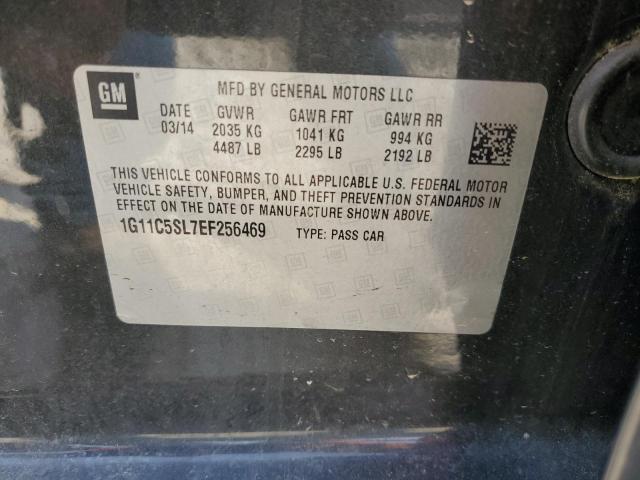 GM MFD BY GENERAL MOTORS LLC
DATE GVWR GAWR FRT GAWR RR
03/14 2035 KG 1041 KG 994 KG
4487 LB 2295 LB 2192 LB
THIS VEHICLE CONFORMS TO ALL APPLICABLE U.S. FEDERAL MOTOR
VEHICLE SAFETY, BUMPER, AND THEFT PREVENTION STANDARDS IN
EFFECT ON THE DATE OF MANUFACTURE SHOWN ABOVE.
1G11C5SL7EF256469 TYPE: PASS CAR